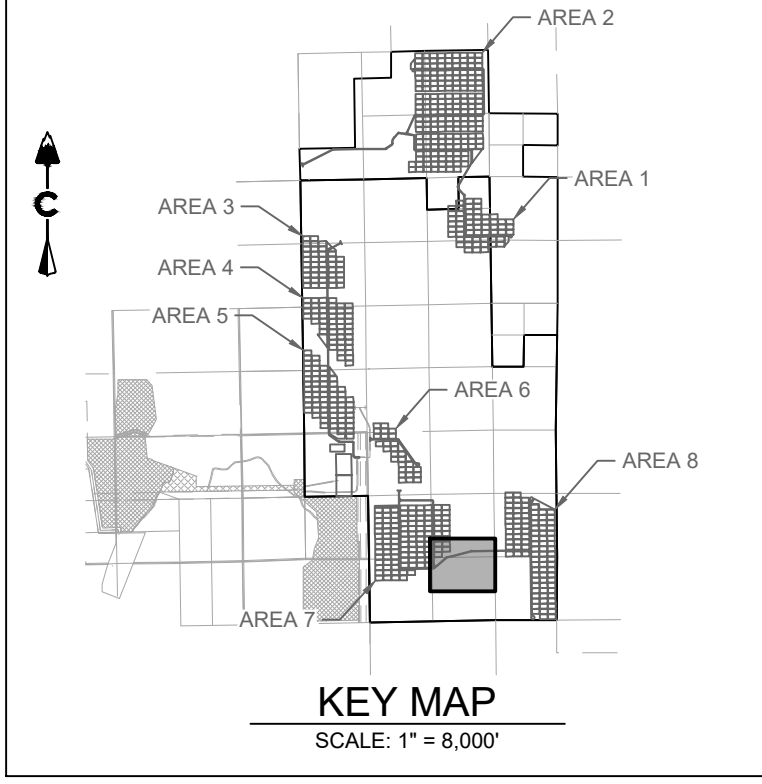 AREA 2
AREA 1
AREA 3
AREA 4
AREA 5
AREA 6
AREA 8
AREA 7
C
KEY MAP
SCALE: 1" = 8,000'